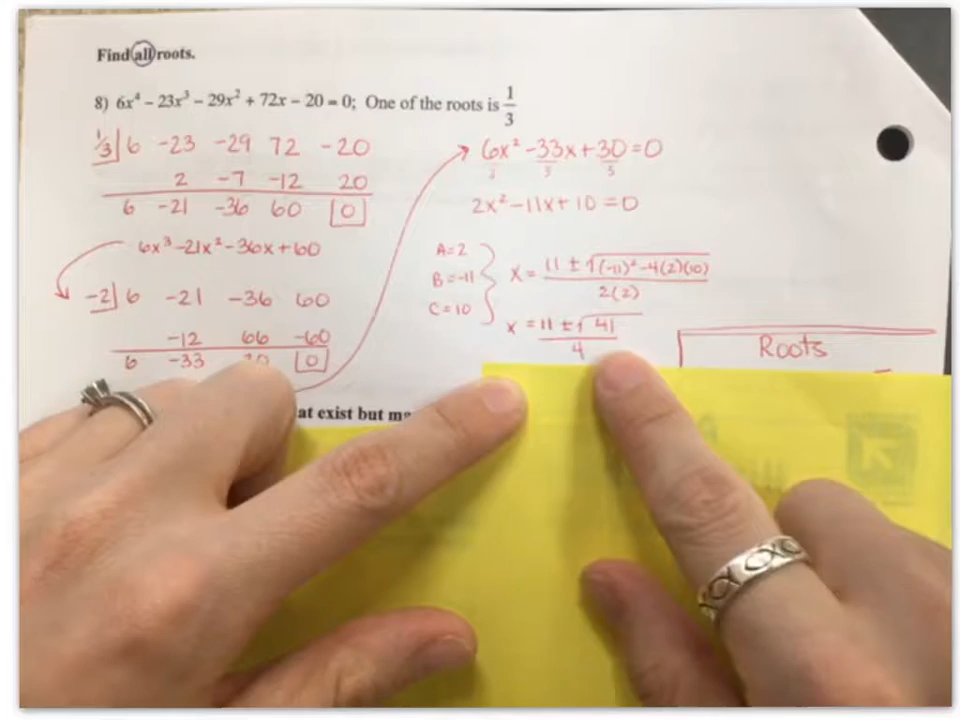 Find all roots.
8) 6x⁴ − 23x³ − 29x² + 72x − 20 = 0; One of the roots is 1/3
1/3| 6 -23 -29 72 -20
2 -7 -12 20
6 -21 -36 60 0
6x³-21x²-36x+60
-2| 6 -21 -36 60
-12 66 -60
6 -33 0
at exist but
6x²-33x+30=0
3 3 3
2x²-11x+10=0
A=2
B=-11
C=10
x= 11±√(-11)²-4(2)(10) / 2(2)
x = 11±√41 / 4
Roots